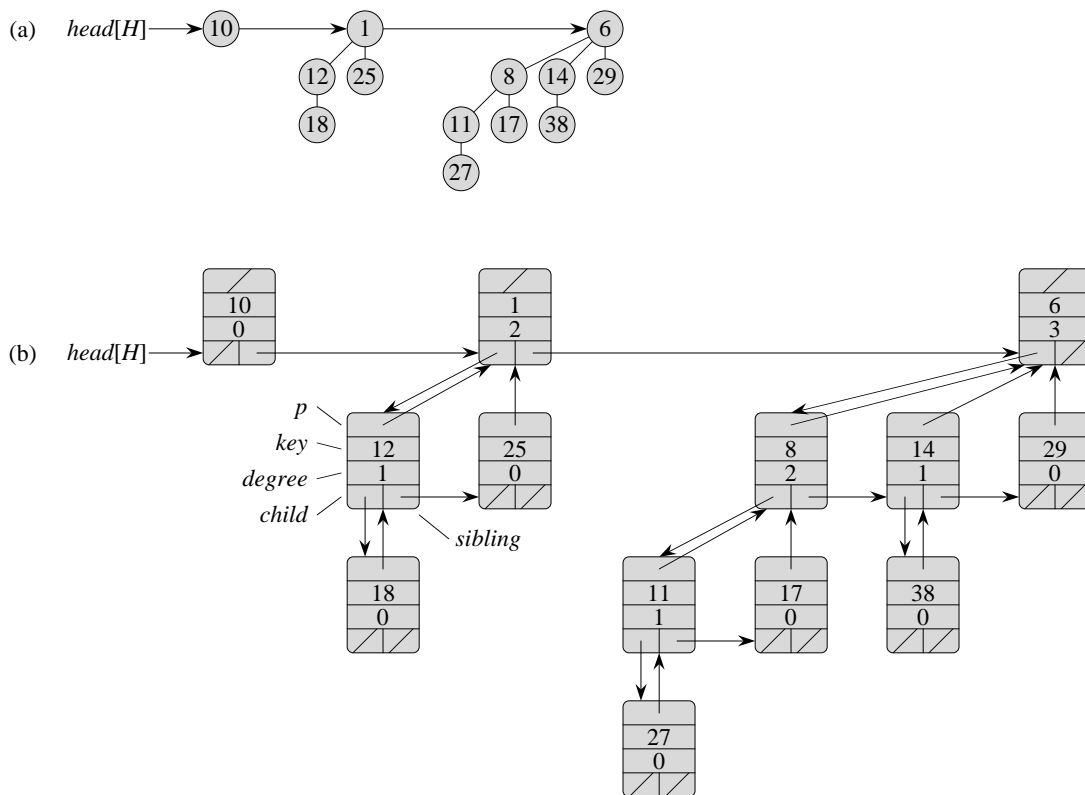 (a) head[H] 10 1 6
12 25 8 14 29
18 11 17 38
27
10 1 6
0 2 3
(b) head[H]
p
key 12 25 8 14 29
degree 1 0 2 1 0
child
sibling
18 11 17 38
0 1 0 0
27
0